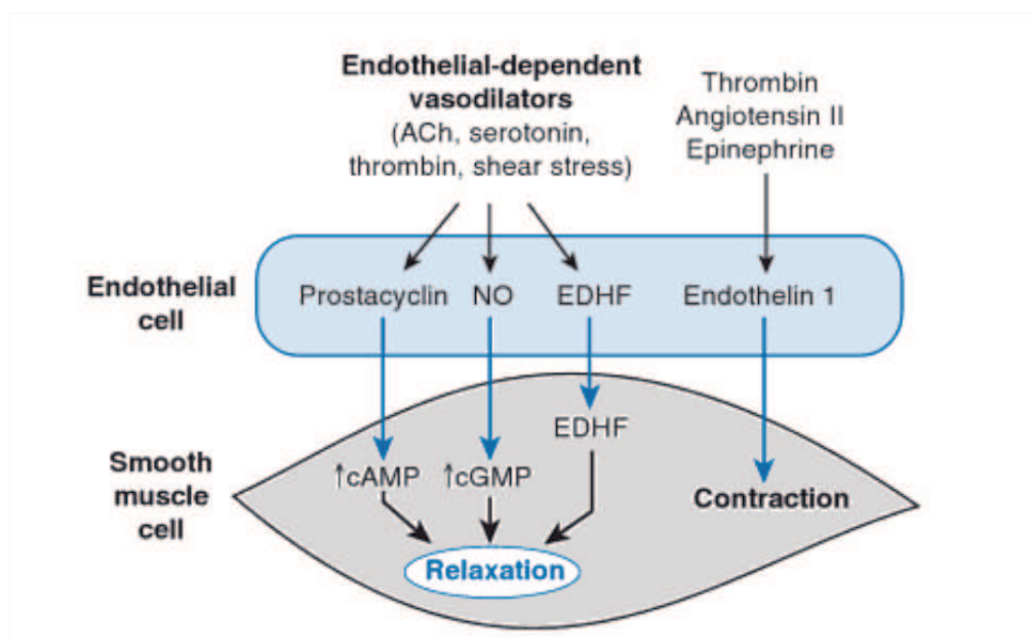 Endothelial-dependent
vasodilators
(ACh, serotonin,
thrombin, shear stress)
Thrombin
Angiotensin II
Epinephrine
Endothelial
cell
Prostacyclin NO EDHF Endothelin 1
EDHF
Smooth
muscle
cell
↑cAMP ↑cGMP
Contraction
Relaxation